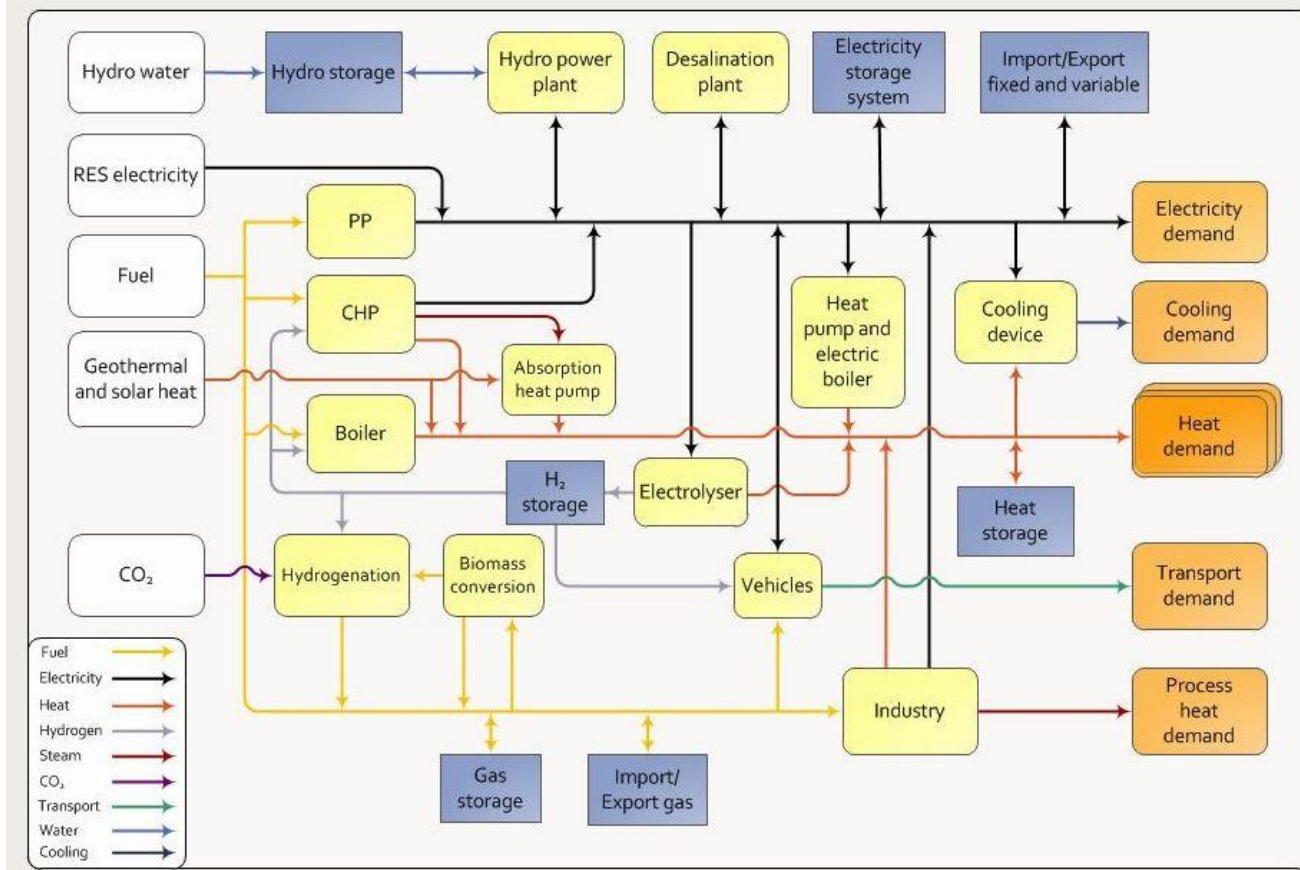 Hydro water
Hydro storage
Hydro power
plant
Desalination
plant
Electricity
storage
system
Import/Export
fixed and variable
RES electricity
PP
Electricity
demand
Fuel
CHP
Heat
pump and
electric
boiler
Cooling
device
Cooling
demand
Geothermal
and solar heat
Absorption
heat pump
Boiler
Heat
demand
H₂
storage
Electrolyser
Heat
storage
CO₂
Hydrogenation
Biomass
conversion
Vehicles
Transport
demand
Industry
Process
heat
demand
Gas
storage
Import/
Export gas
Fuel
Electricity
Heat
Hydrogen
Steam
CO₂
Transport
Water
Cooling